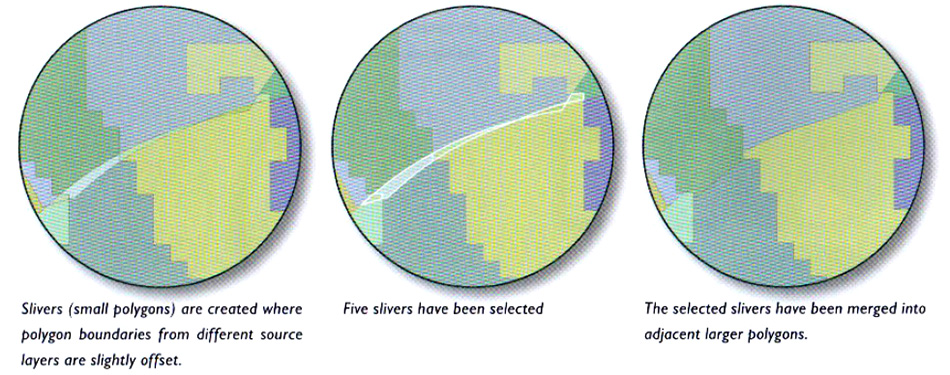 Slivers (small polygons) are created where
polygon boundaries from different source
layers are slightly offset.
Five slivers have been selected
The selected slivers have been merged into
adjacent larger polygons.